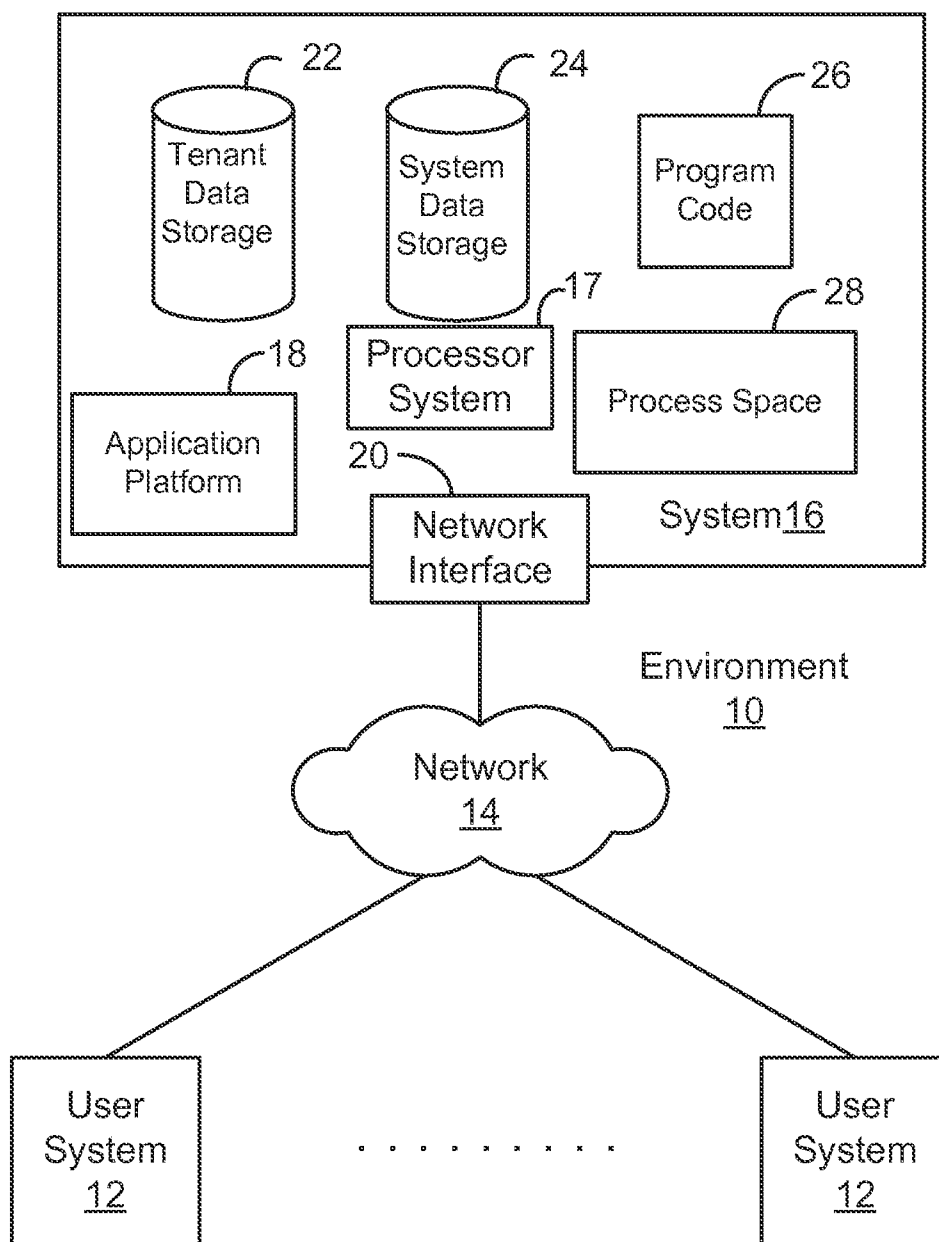 22
24
26
Tenant
Data
Storage
System
Data
Storage
Program
Code
17
28
18
Processor
System
Process Space
Application
Platform
20
Network
Interface
System16
Environment
10
Network
14
User
System
12
User
System
12